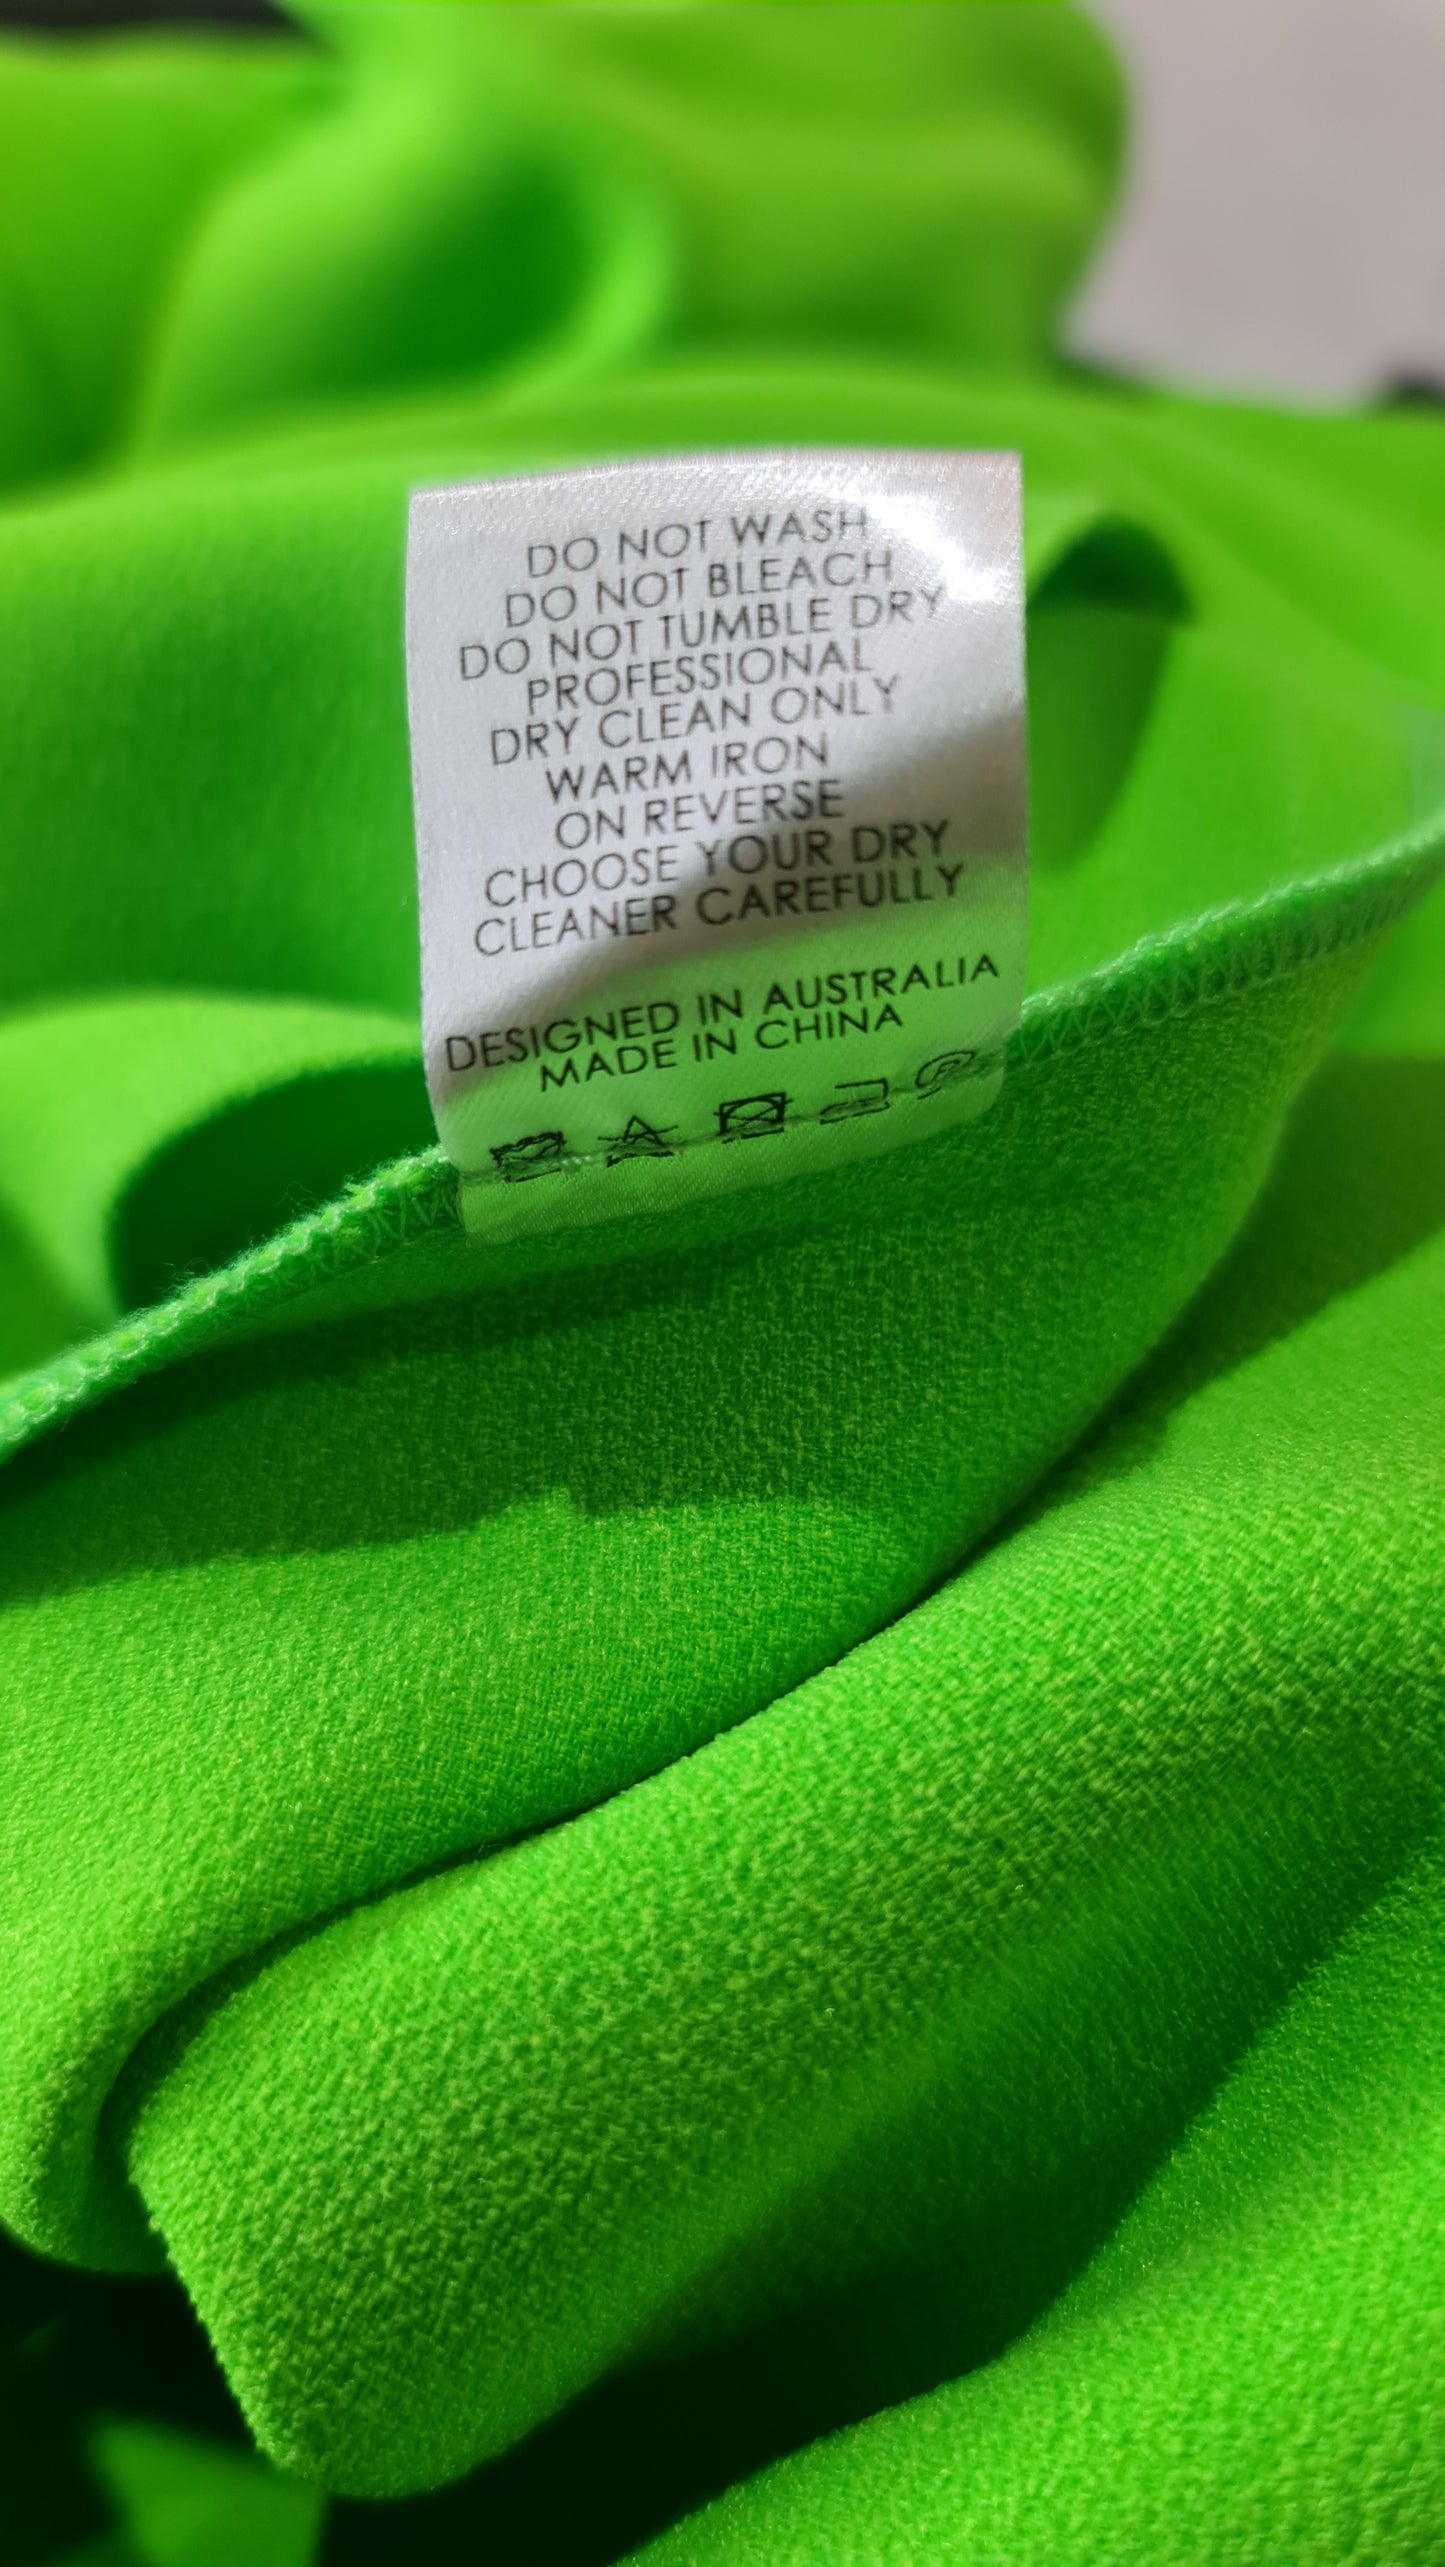 DO NOT WASH
DO NOT BLEACH
DO NOT TUMBLE DRY
PROFESSIONAL
DRY CLEAN ONLY
WARM IRON
ON REVERSE
CHOOSE YOUR DRY
CLEANER CAREFULLY
DESIGNED IN AUSTRALIA
MADE IN CHINA